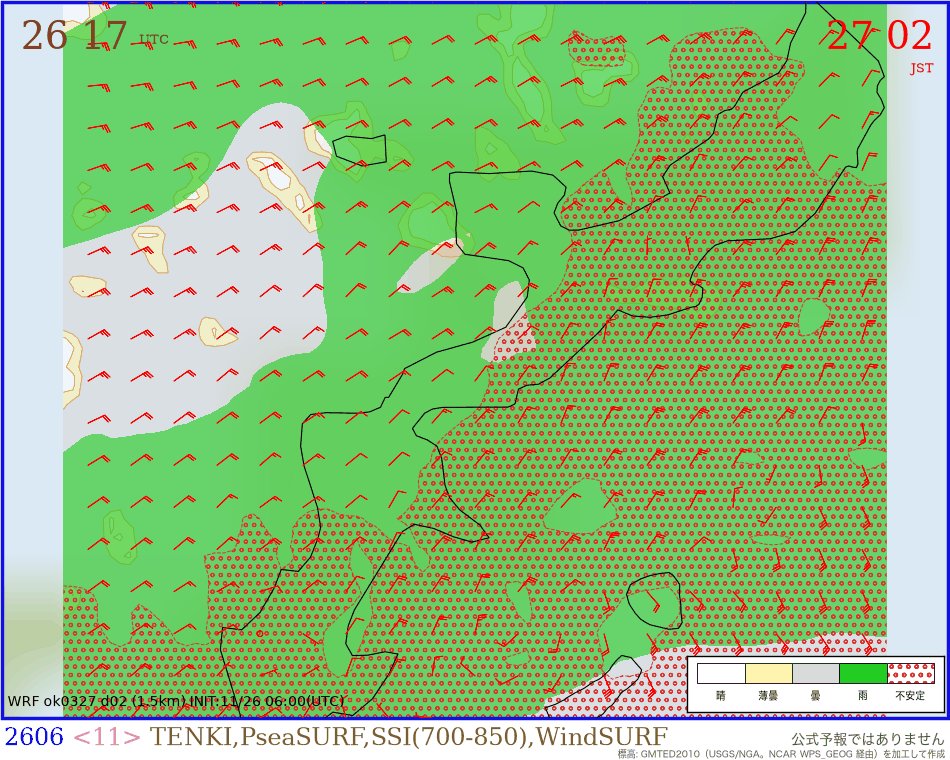 26 17 UTC
27 02
JST
WRF ok0327 d02 (1.5km) INIT:11/26 06:00(UTC)
晴 薄曇 曇 雨 不安定
2606 <11> TENKI,PseaSURF,SSI(700-850),WindSURF
公式予報ではありません
標高: GMTED2010（USGS/NGA。NCAR WPS_GEOG 経由）を加工して作成